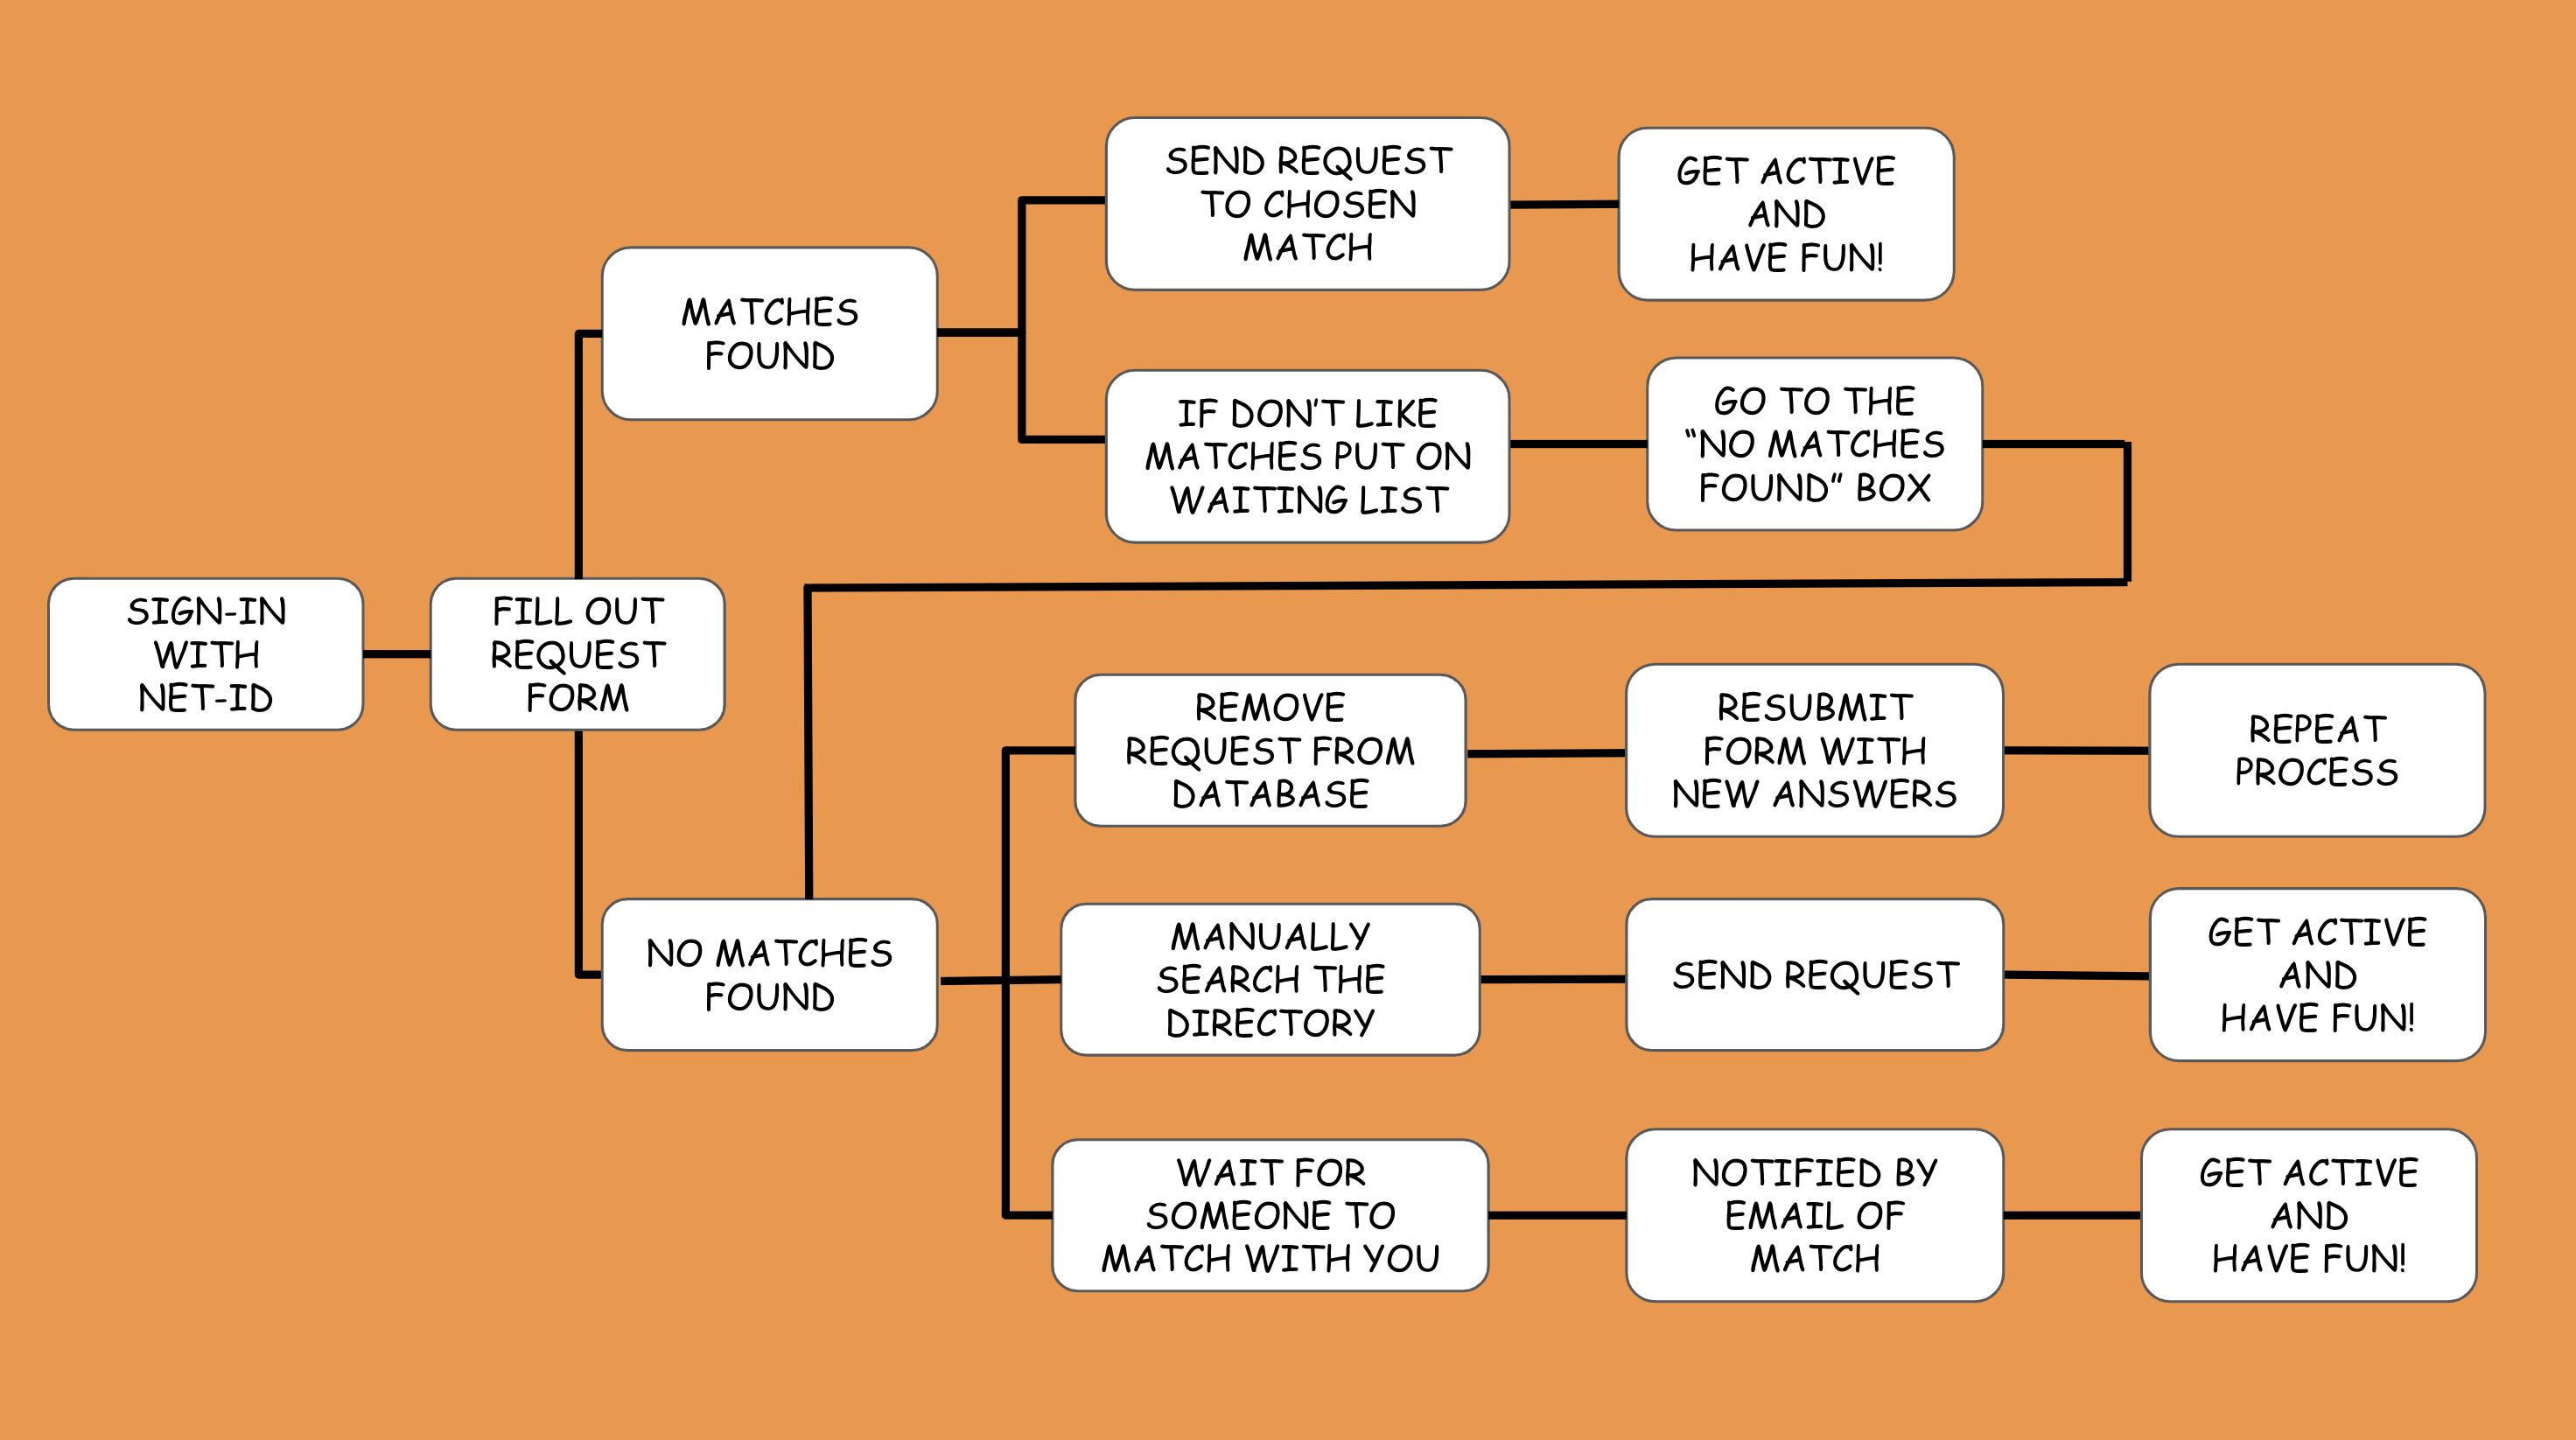 SIGN-IN
WITH
NET-ID
FILL OUT
REQUEST
FORM
MATCHES
FOUND
SEND REQUEST
TO CHOSEN
MATCH
GET ACTIVE
AND
HAVE FUN!
IF DON'T LIKE
MATCHES PUT ON
WAITING LIST
GO TO THE
"NO MATCHES
FOUND" BOX
NO MATCHES
FOUND
REMOVE
REQUEST FROM
DATABASE
RESUBMIT
FORM WITH
NEW ANSWERS
REPEAT
PROCESS
MANUALLY
SEARCH THE
DIRECTORY
SEND REQUEST
GET ACTIVE
AND
HAVE FUN!
WAIT FOR
SOMEONE TO
MATCH WITH YOU
NOTIFIED BY
EMAIL OF
MATCH
GET ACTIVE
AND
HAVE FUN!